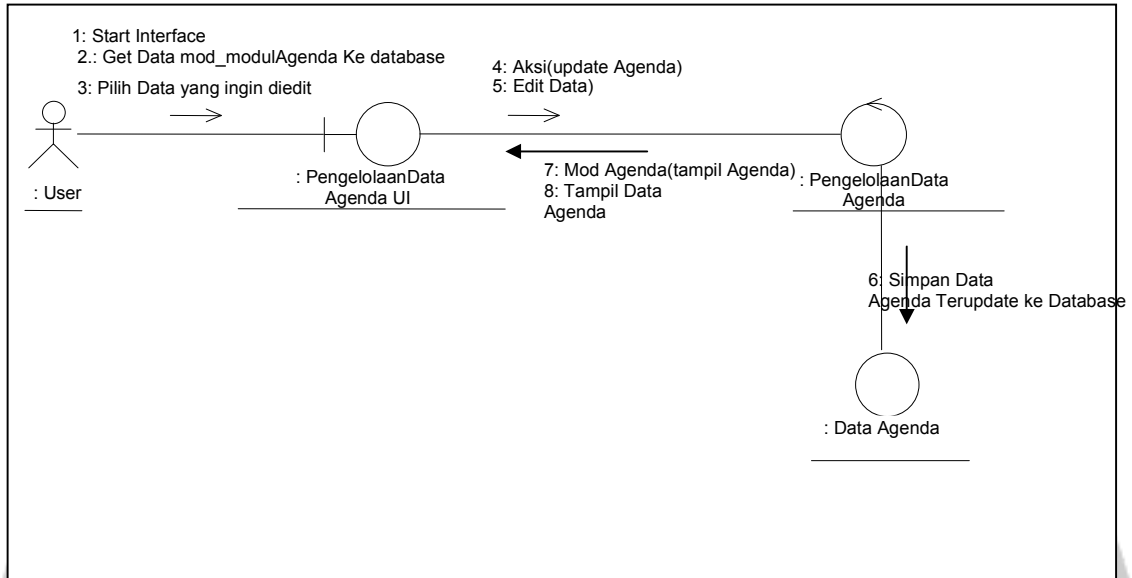 1: Start Interface
2.: Get Data mod_modulAgenda Ke database
3: Pilih Data yang ingin diedit
4: Aksi(update Agenda)
5: Edit Data)
: User
: PengelolaanData
Agenda UI
7: Mod Agenda(tampil Agenda)
8: Tampil Data
Agenda
: PengelolaanData
Agenda
6: Simpan Data
Agenda Terupdate ke Database
: Data Agenda